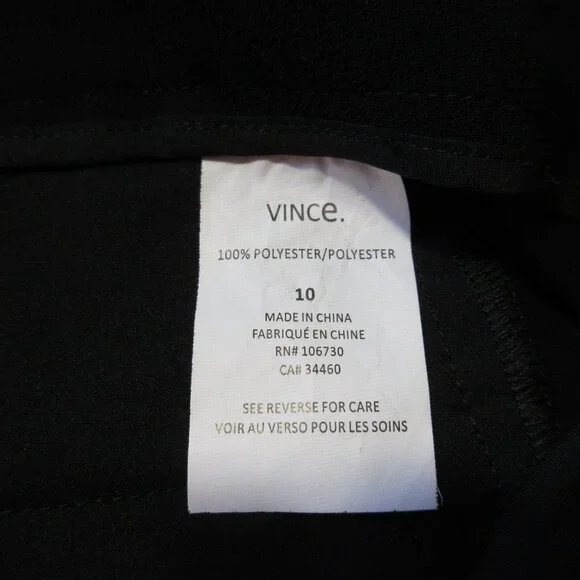 VINCe.
100% POLYESTER/POLYESTER
10
MADE IN CHINA
FABRIQUÉ EN CHINE
RN# 106730
CA# 34460
SEE REVERSE FOR CARE
VOIR AU VERSO POUR LES SOINS